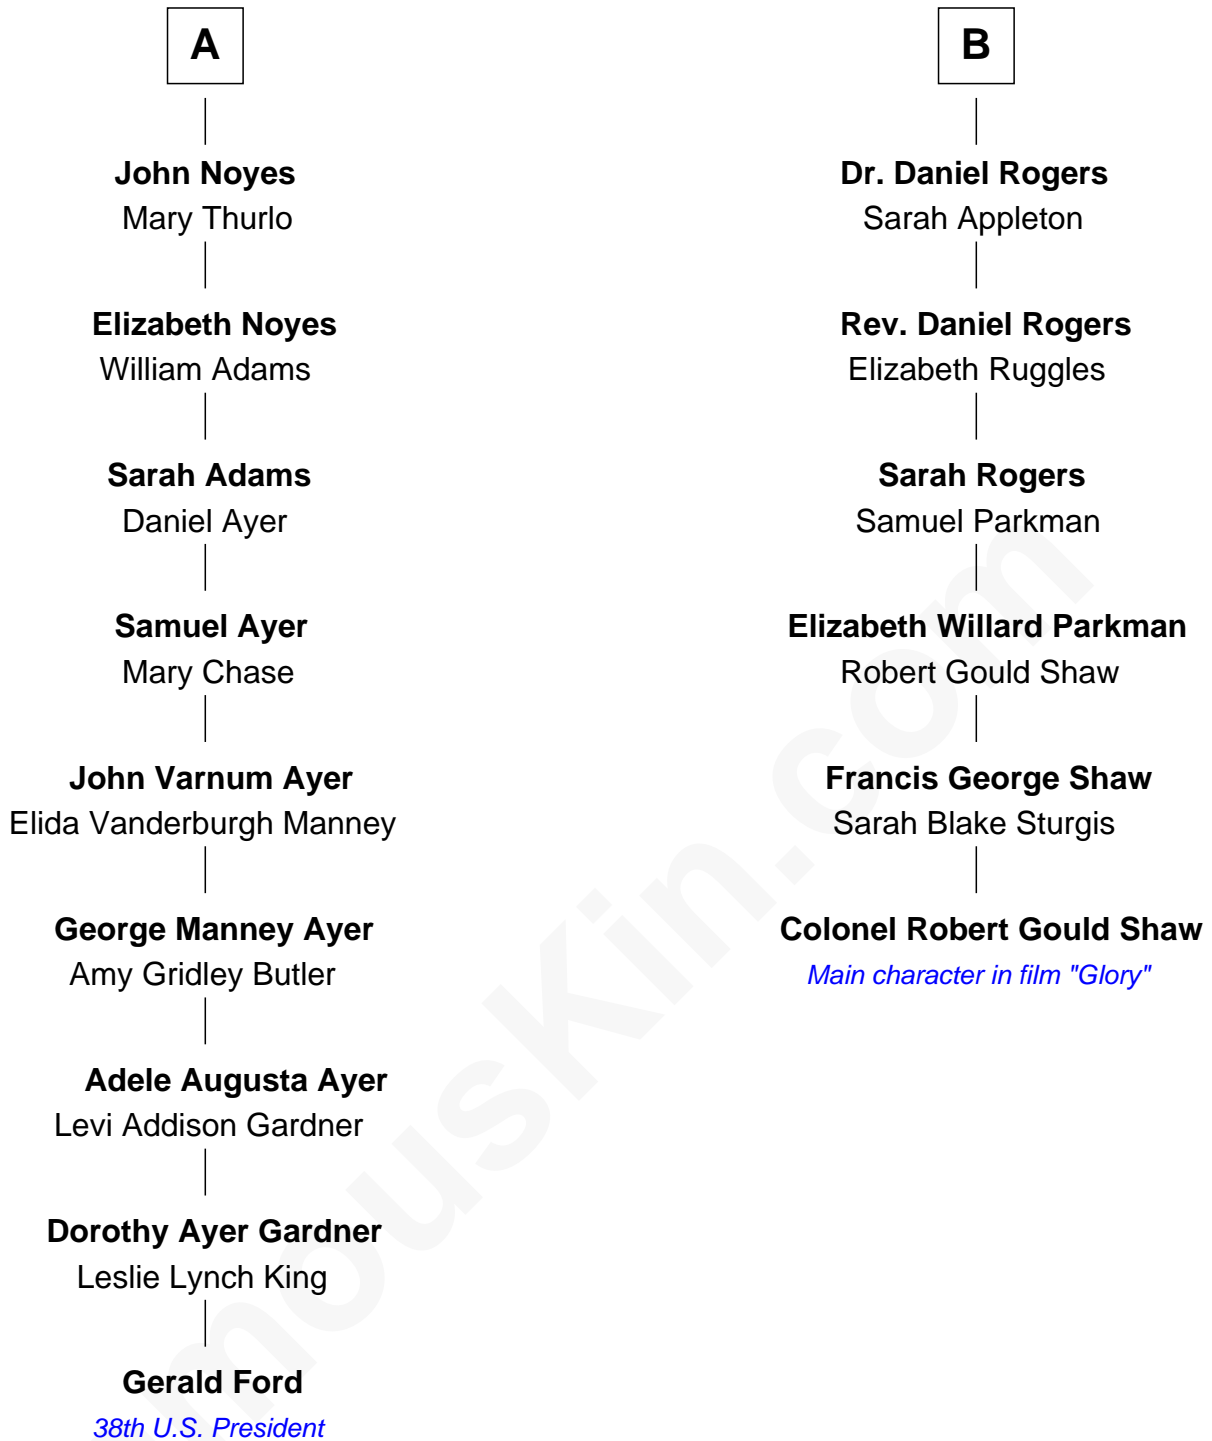 A
John Noyes
Mary Thurlo
Elizabeth Noyes
William Adams
Sarah Adams
Daniel Ayer
Samuel Ayer
Mary Chase
John Varnum Ayer
Elida Vanderburgh Manney
George Manney Ayer
Amy Gridley Butler
Adele Augusta Ayer
Levi Addison Gardner
Dorothy Ayer Gardner
Leslie Lynch King
Gerald Ford
38th U.S. President
B
Dr. Daniel Rogers
Sarah Appleton
Rev. Daniel Rogers
Elizabeth Ruggles
Sarah Rogers
Samuel Parkman
Elizabeth Willard Parkman
Robert Gould Shaw
Francis George Shaw
Sarah Blake Sturgis
Colonel Robert Gould Shaw
Main character in film "Glory"
mousKin.com